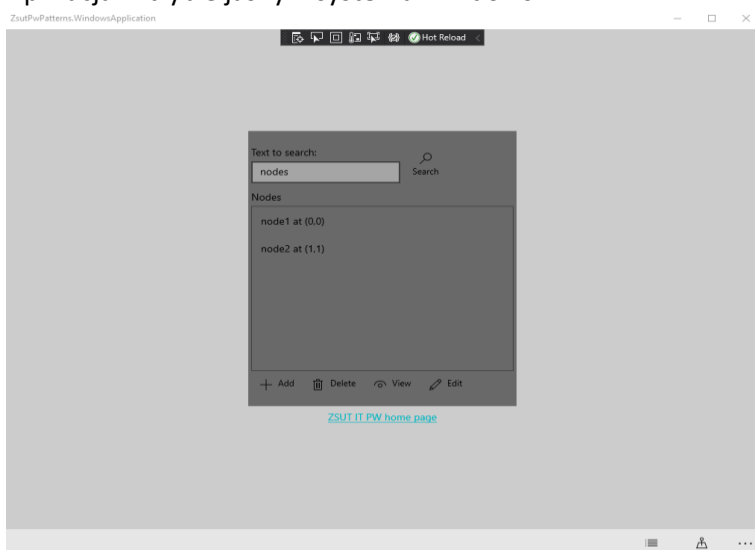 ZsutPwPatterns.WindowsApplication
Hot Reload
Text to search:
nodes
Search
Nodes
node1 at (0,0)
node2 at (1,1)
Add Delete View Edit
ZSUT IT PW home page